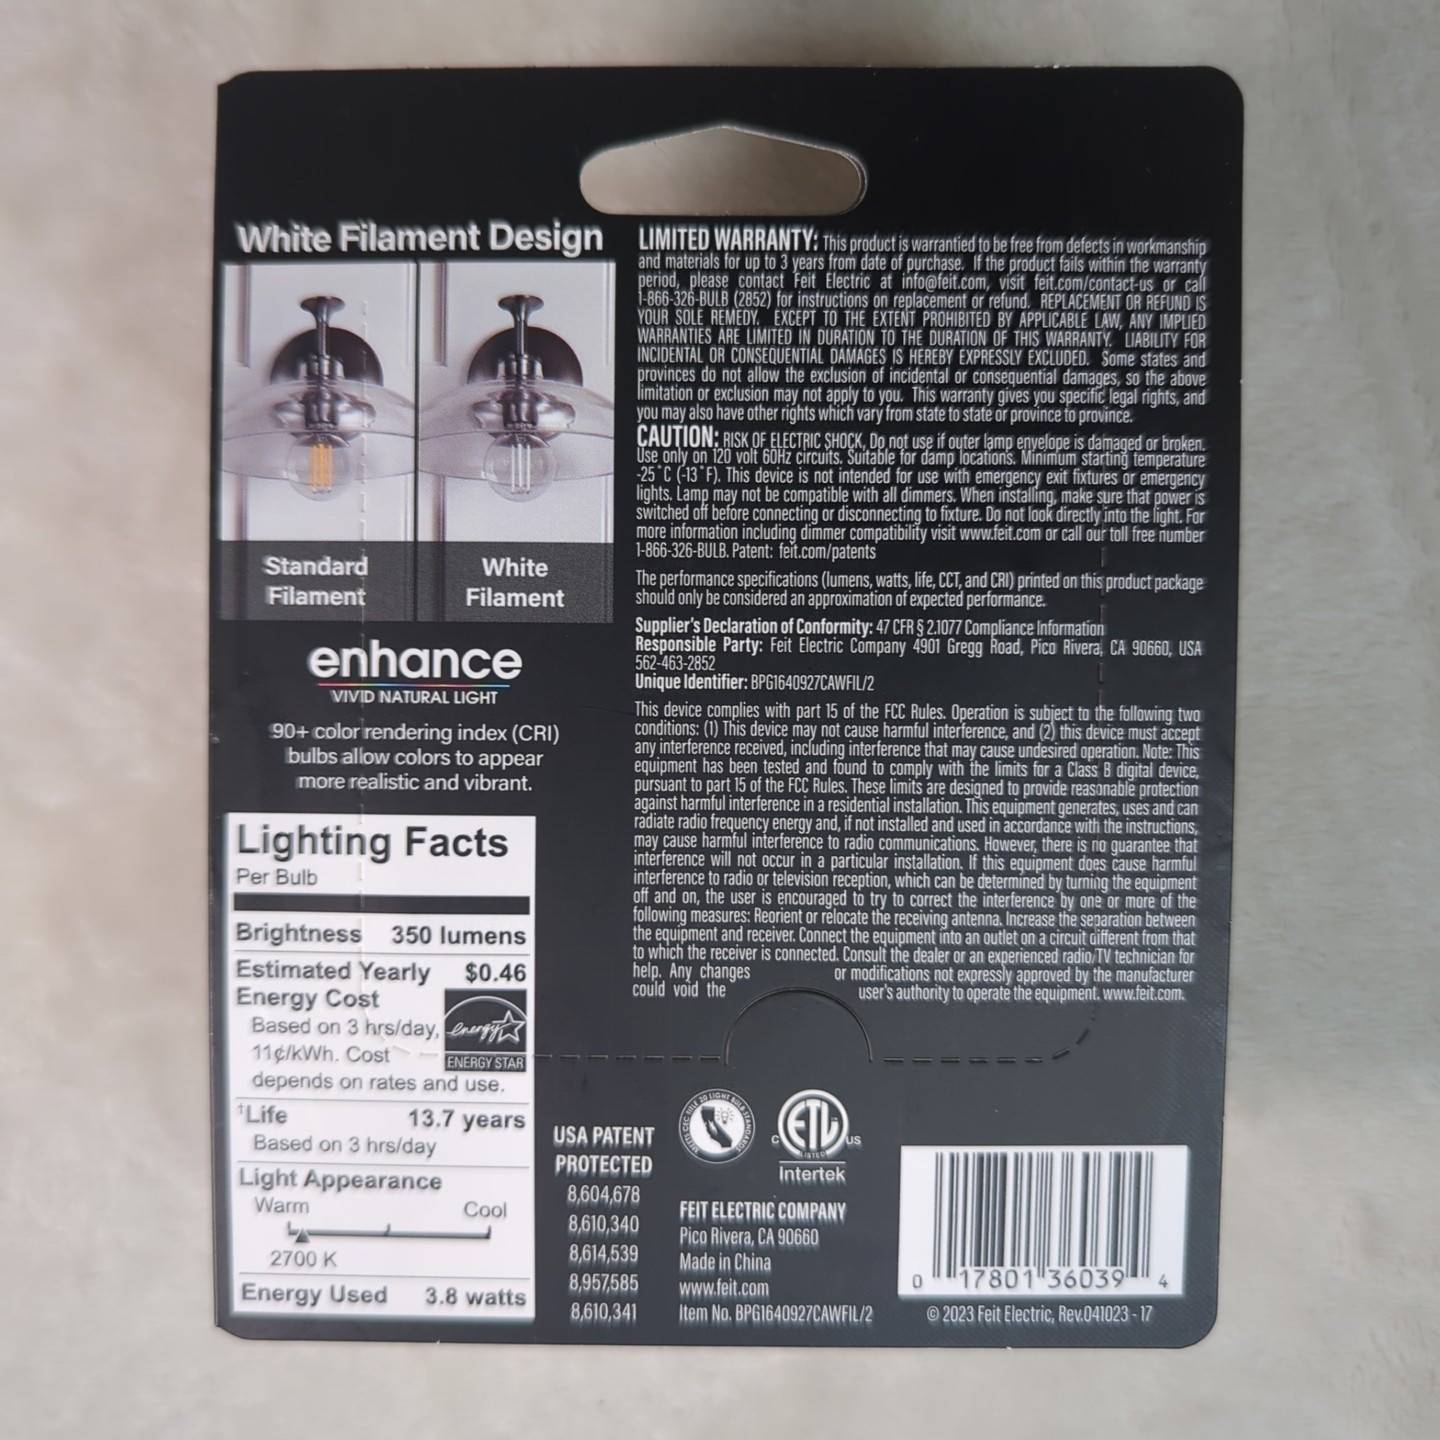 White Filament Design
Standard
Filament
White
Filament
enhance
VIVID NATURAL LIGHT
90+ color rendering index (CRI)
bulbs allow colors to appear
more realistic and vibrant.
Lighting Facts
Per Bulb
Brightness 350 lumens
Estimated Yearly $0.46
Energy Cost
Based on 3 hrs/day,
11¢/kWh. Cost
depends on rates and use.
energy
ENERGY STAR
†Life 13.7 years
Based on 3 hrs/day
Light Appearance
Warm Cool
2700 K
Energy Used 3.8 watts
LIMITED WARRANTY: This product is warrantied to be free from defects in workmanship
and materials for up to 3 years from date of purchase. If the product fails within the warranty
period, please contact Feit Electric at info@feit.com, visit feit.com/contact-us or call
1-866-326-BULB (2852) for instructions on replacement or refund. REPLACEMENT OR REFUND IS
YOUR SOLE REMEDY. EXCEPT TO THE EXTENT PROHIBITED BY APPLICABLE LAW, ANY IMPLIED
WARRANTIES ARE LIMITED IN DURATION TO THE DURATION OF THIS WARRANTY. LIABILITY FOR
INCIDENTAL OR CONSEQUENTIAL DAMAGES IS HEREBY EXPRESSLY EXCLUDED. Some states and
provinces do not allow the exclusion of incidental or consequential damages, so the above
limitation or exclusion may not apply to you. This warranty gives you specific legal rights, and
you may also have other rights which vary from state to state or province to province.
CAUTION: RISK OF ELECTRIC SHOCK, Do not use if outer lamp envelope is damaged or broken.
Use only on 120 volt 60Hz circuits. Suitable for damp locations. Minimum starting temperature
-25˚C (-13˚F). This device is not intended for use with emergency exit fixtures or emergency
lights. Lamp may not be compatible with all dimmers. When installing, make sure that power is
switched off before connecting or disconnecting to fixture. Do not look directly into the light. For
more information including dimmer compatibility visit www.feit.com or call our toll free number
1-866-326-BULB. Patent: feit.com/patents
The performance specifications (lumens, watts, life, CCT, and CRI) printed on this product package
should only be considered an approximation of expected performance.
Supplier's Declaration of Conformity: 47 CFR § 2.1077 Compliance Information
Responsible Party: Feit Electric Company 4901 Gregg Road, Pico Rivera, CA 90660, USA
562-463-2852
Unique Identifier: BPG1640927CAWFIL/2
This device complies with part 15 of the FCC Rules. Operation is subject to the following two
conditions: (1) This device may not cause harmful interference, and (2) this device must accept
any interference received, including interference that may cause undesired operation. Note: This
equipment has been tested and found to comply with the limits for a Class B digital device,
pursuant to part 15 of the FCC Rules. These limits are designed to provide reasonable protection
against harmful interference in a residential installation. This equipment generates, uses and can
radiate radio frequency energy and, if not installed and used in accordance with the instructions,
may cause harmful interference to radio communications. However, there is no guarantee that
interference will not occur in a particular installation. If this equipment does cause harmful
interference to radio or television reception, which can be determined by turning the equipment
off and on, the user is encouraged to try to correct the interference by one or more of the
following measures: Reorient or relocate the receiving antenna. Increase the separation between
the equipment and receiver. Connect the equipment into an outlet on a circuit different from that
to which the receiver is connected. Consult the dealer or an experienced radio/TV technician for
help. Any changes or modifications not expressly approved by the manufacturer
could void the user's authority to operate the equipment. www.feit.com.
USA PATENT
PROTECTED
8,604,678
8,610,340
8,614,539
8,957,585
8,610,341
MEETS CEC TITLE 20 LIGHT BULB STANDARDS
c ETL us
LISTED
Intertek
FEIT ELECTRIC COMPANY
Pico Rivera, CA 90660
Made in China
www.feit.com
Item No. BPG1640927CAWFIL/2
0 17801 36039 4
© 2023 Feit Electric, Rev.041023 - 17